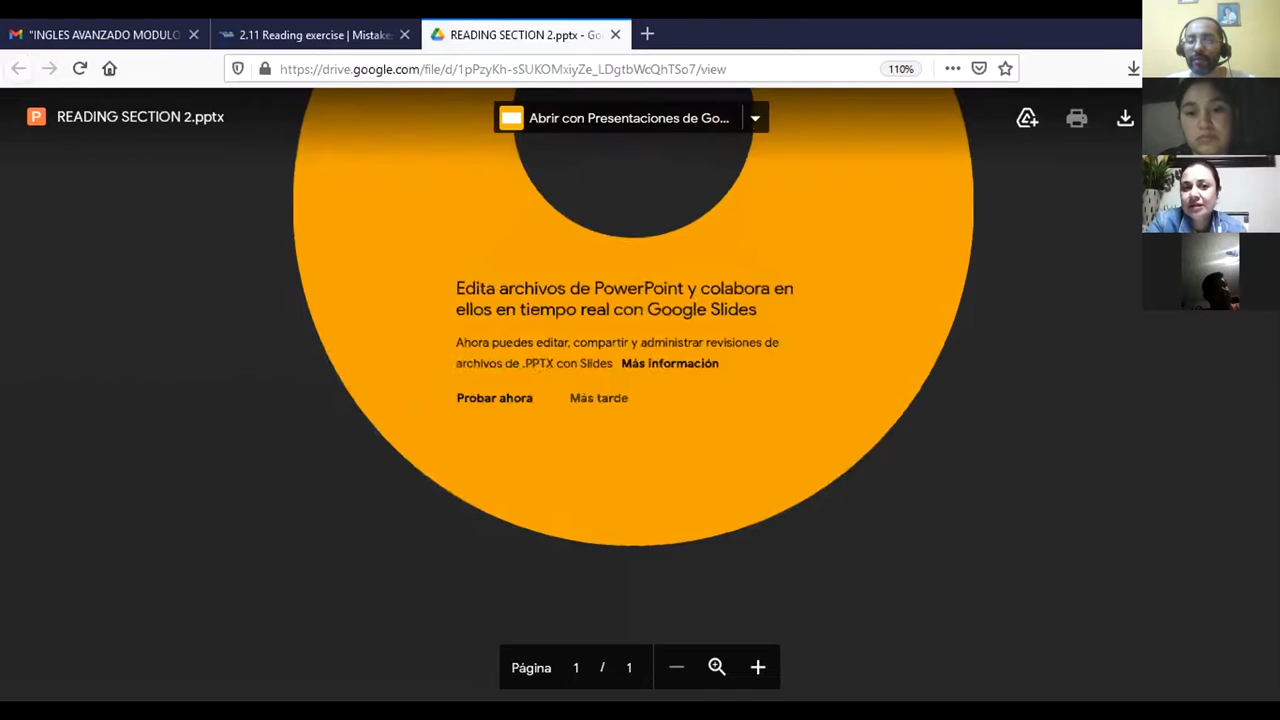 "INGLES AVANZADO MODULO
2.11 Reading exercise | Mistakes
READING SECTION 2.pptx - Go
https://drive.google.com/file/d/1pPzyKh-sSUKOMxiyZe_LDgtbWcQhTSo7/view
110%
READING SECTION 2.pptx
Abrir con Presentaciones de Go...
Edita archivos de PowerPoint y colabora en
ellos en tiempo real con Google Slides
Ahora puedes editar, compartir y administrar revisiones de
archivos de .PPTX con Slides Más información
Probar ahora Más tarde
Página 1 / 1